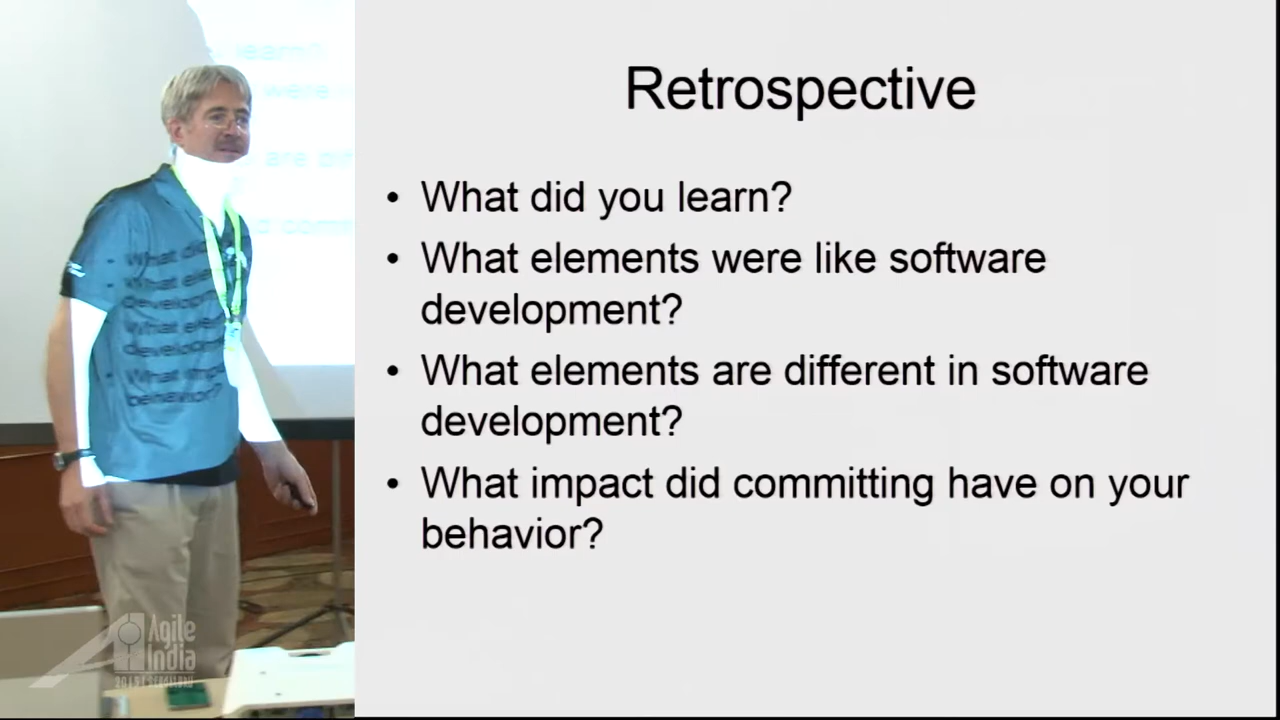 Retrospective
• What did you learn?
• What elements were like software
development?
• What elements are different in software
development?
• What impact did committing have on your
behavior?
Agile
India